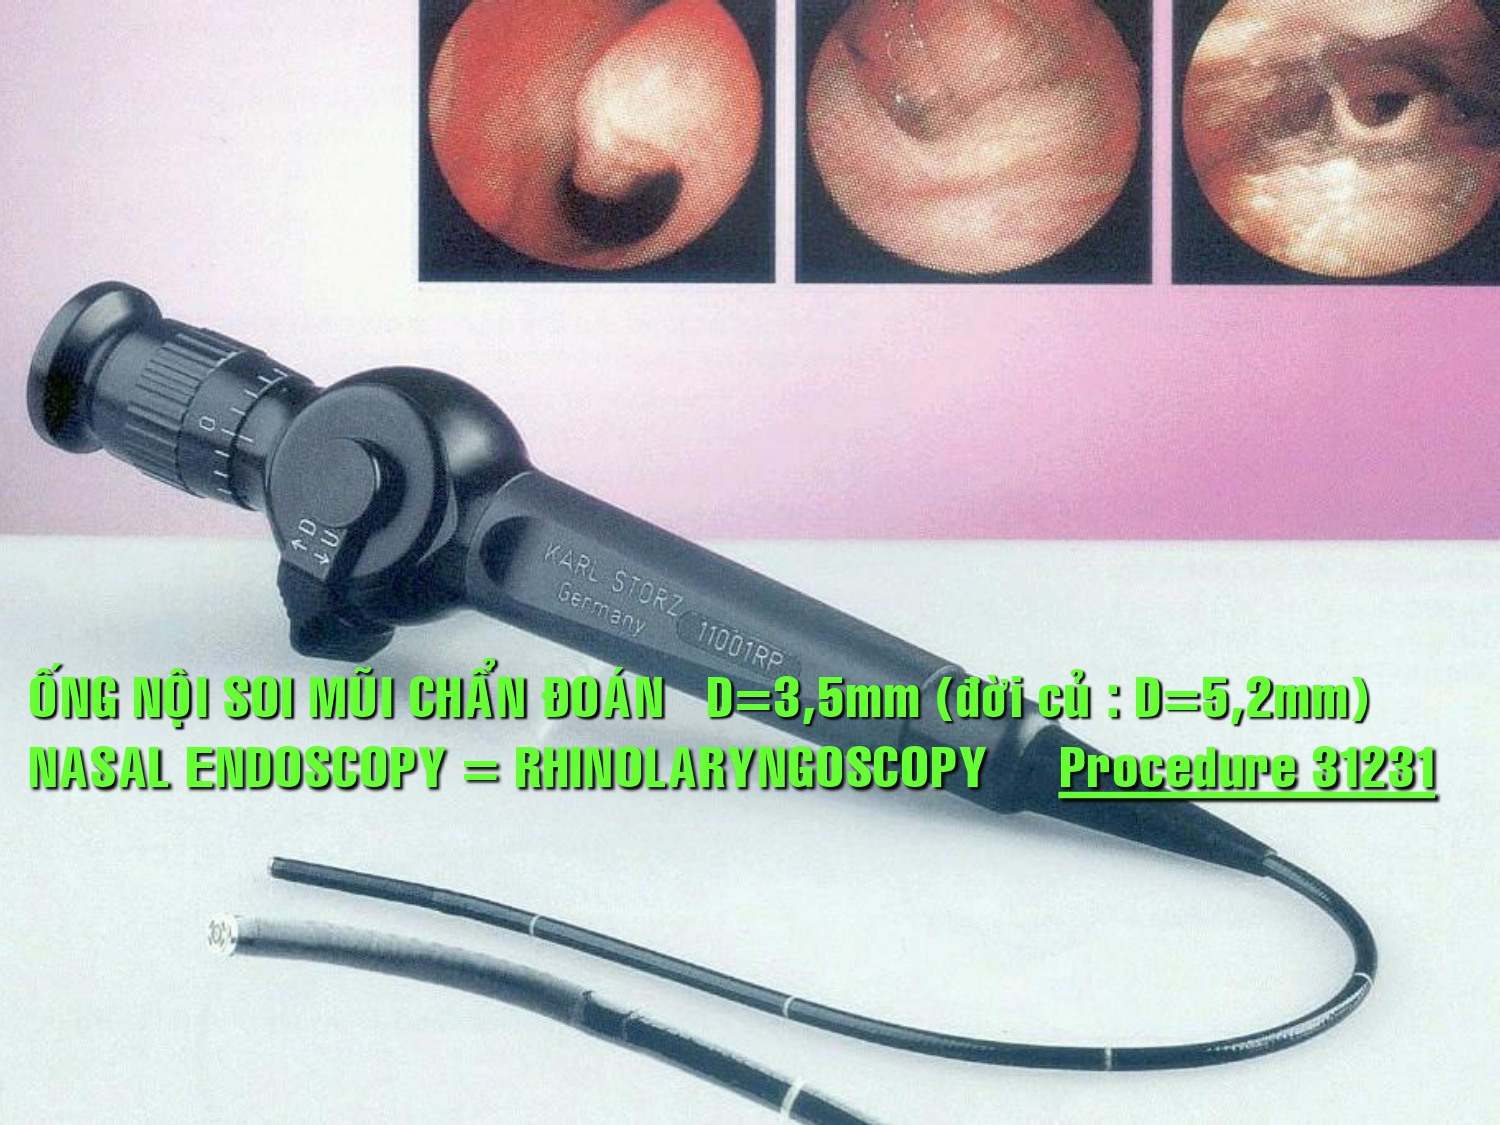 0
← D
→ U
KARL STORZ
Germany
11001RP
ỐNG NỘI SOI MŨI CHẨN ĐOÁN D=3,5mm (đời củ : D=5,2mm)
NASAL ENDOSCOPY = RHINOLARYNGOSCOPY Procedure 31231